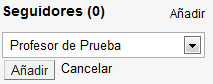 Seguidores (0) Añadir
Profesor de Prueba
Añadir Cancelar